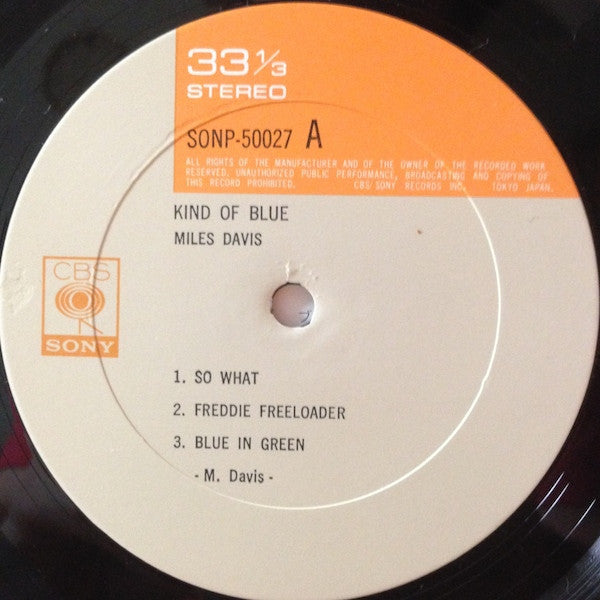 33 1/3
STEREO
SONP-50027 A
ALL RIGHTS OF THE MANUFACTURER AND OF THE OWNER OF THE RECORDED WORK
RESERVED. UNAUTHORIZED PUBLIC PERFORMANCE, BROADCASTING AND COPYING OF
THIS RECORD PROHIBITED. CBS/SONY RECORDS INC. TOKYO JAPAN.
KIND OF BLUE
MILES DAVIS
CBS
SONY
1. SO WHAT
2. FREDDIE FREELOADER
3. BLUE IN GREEN
- M. Davis -